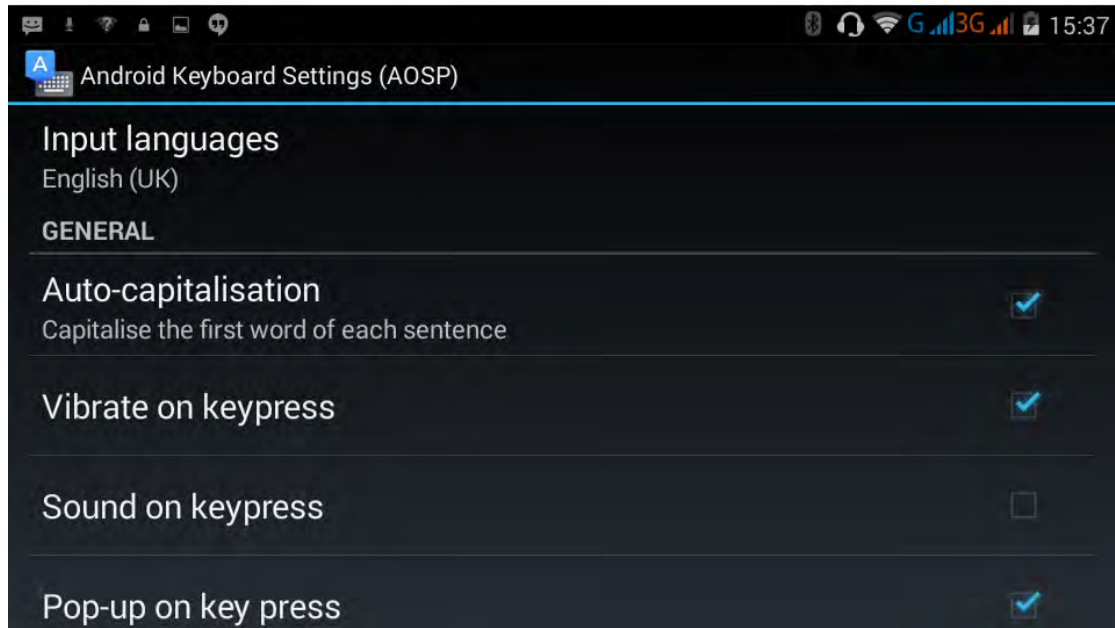 G 3G 15:37
A Android Keyboard Settings (AOSP)
Input languages
English (UK)
GENERAL
Auto-capitalisation
Capitalise the first word of each sentence
Vibrate on keypress
Sound on keypress
Pop-up on key press